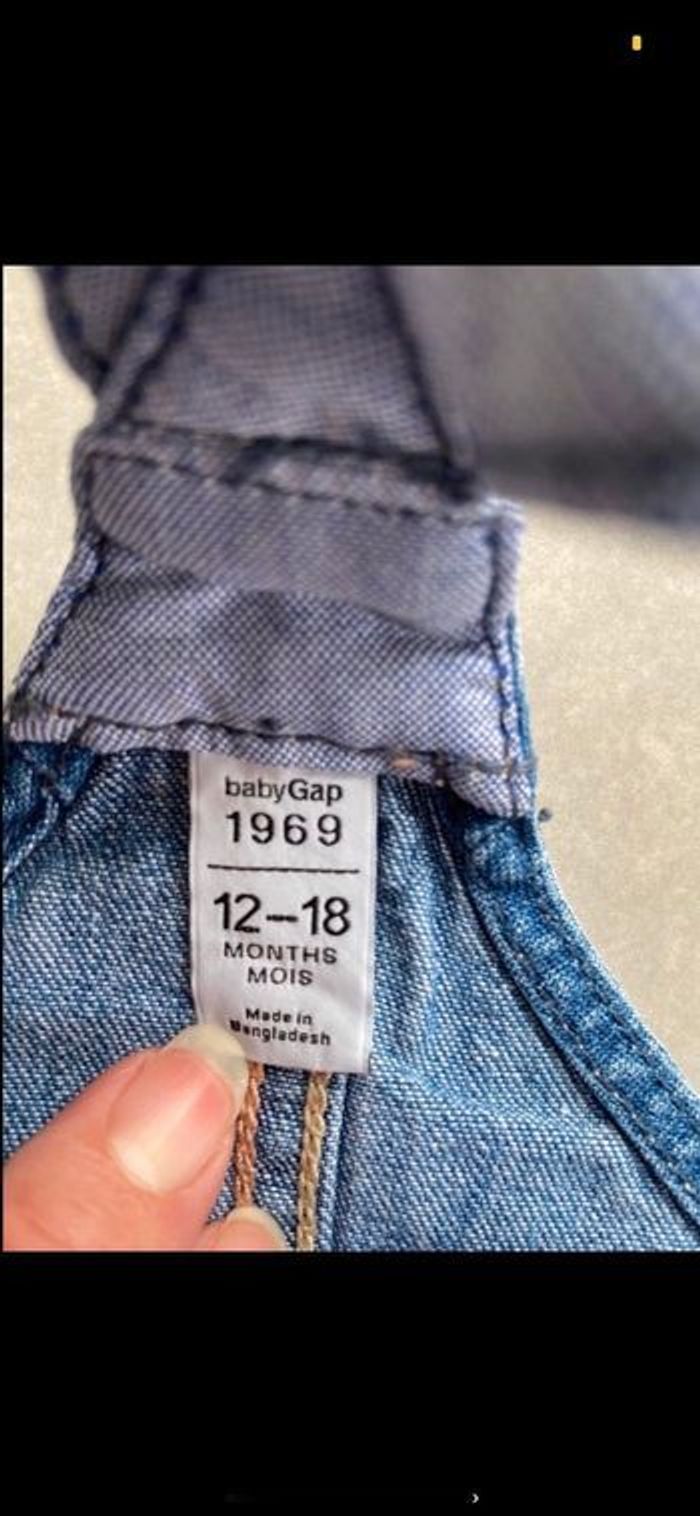 babyGap
1969
12–18
MONTHS
MOIS
Made in
Bangladesh